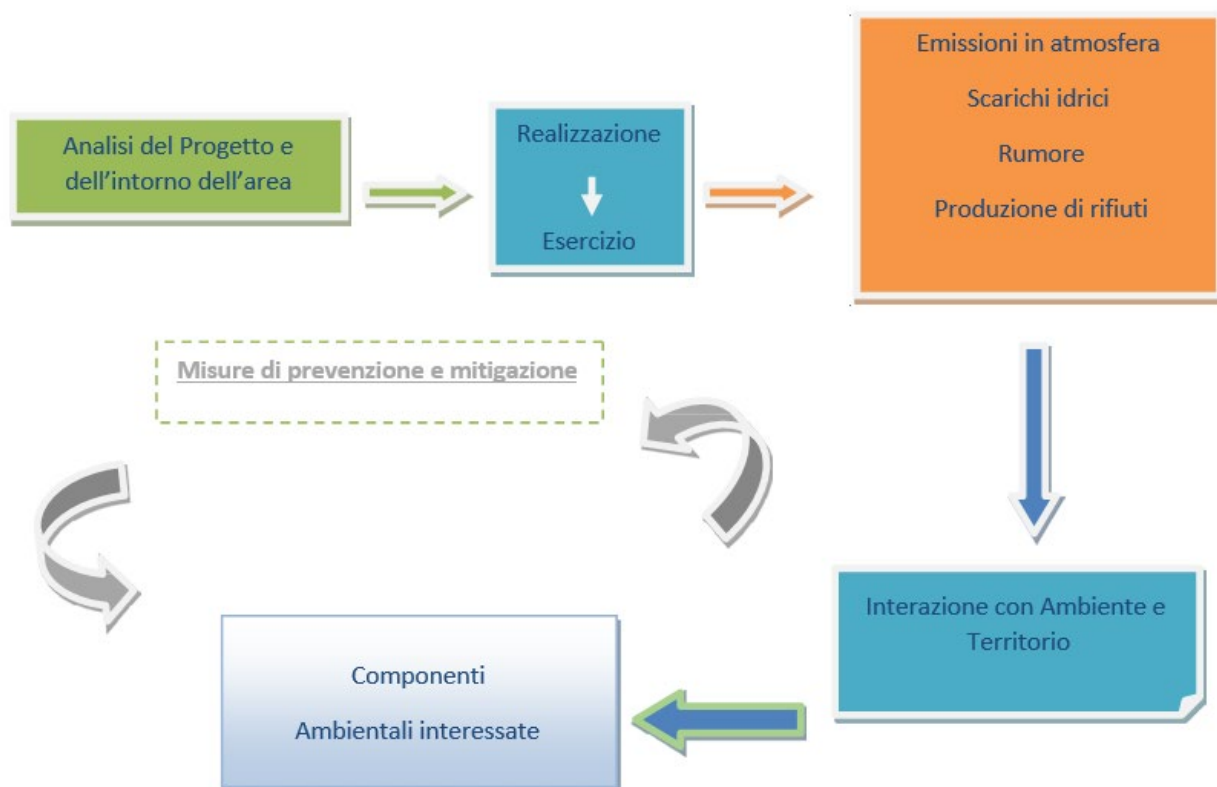 Analisi del Progetto e
dell'intorno dell'area
Realizzazione
Esercizio
Emissioni in atmosfera
Scarichi idrici
Rumore
Produzione di rifiuti
Misure di prevenzione e mitigazione
Interazione con Ambiente e
Territorio
Componenti
Ambientali interessate